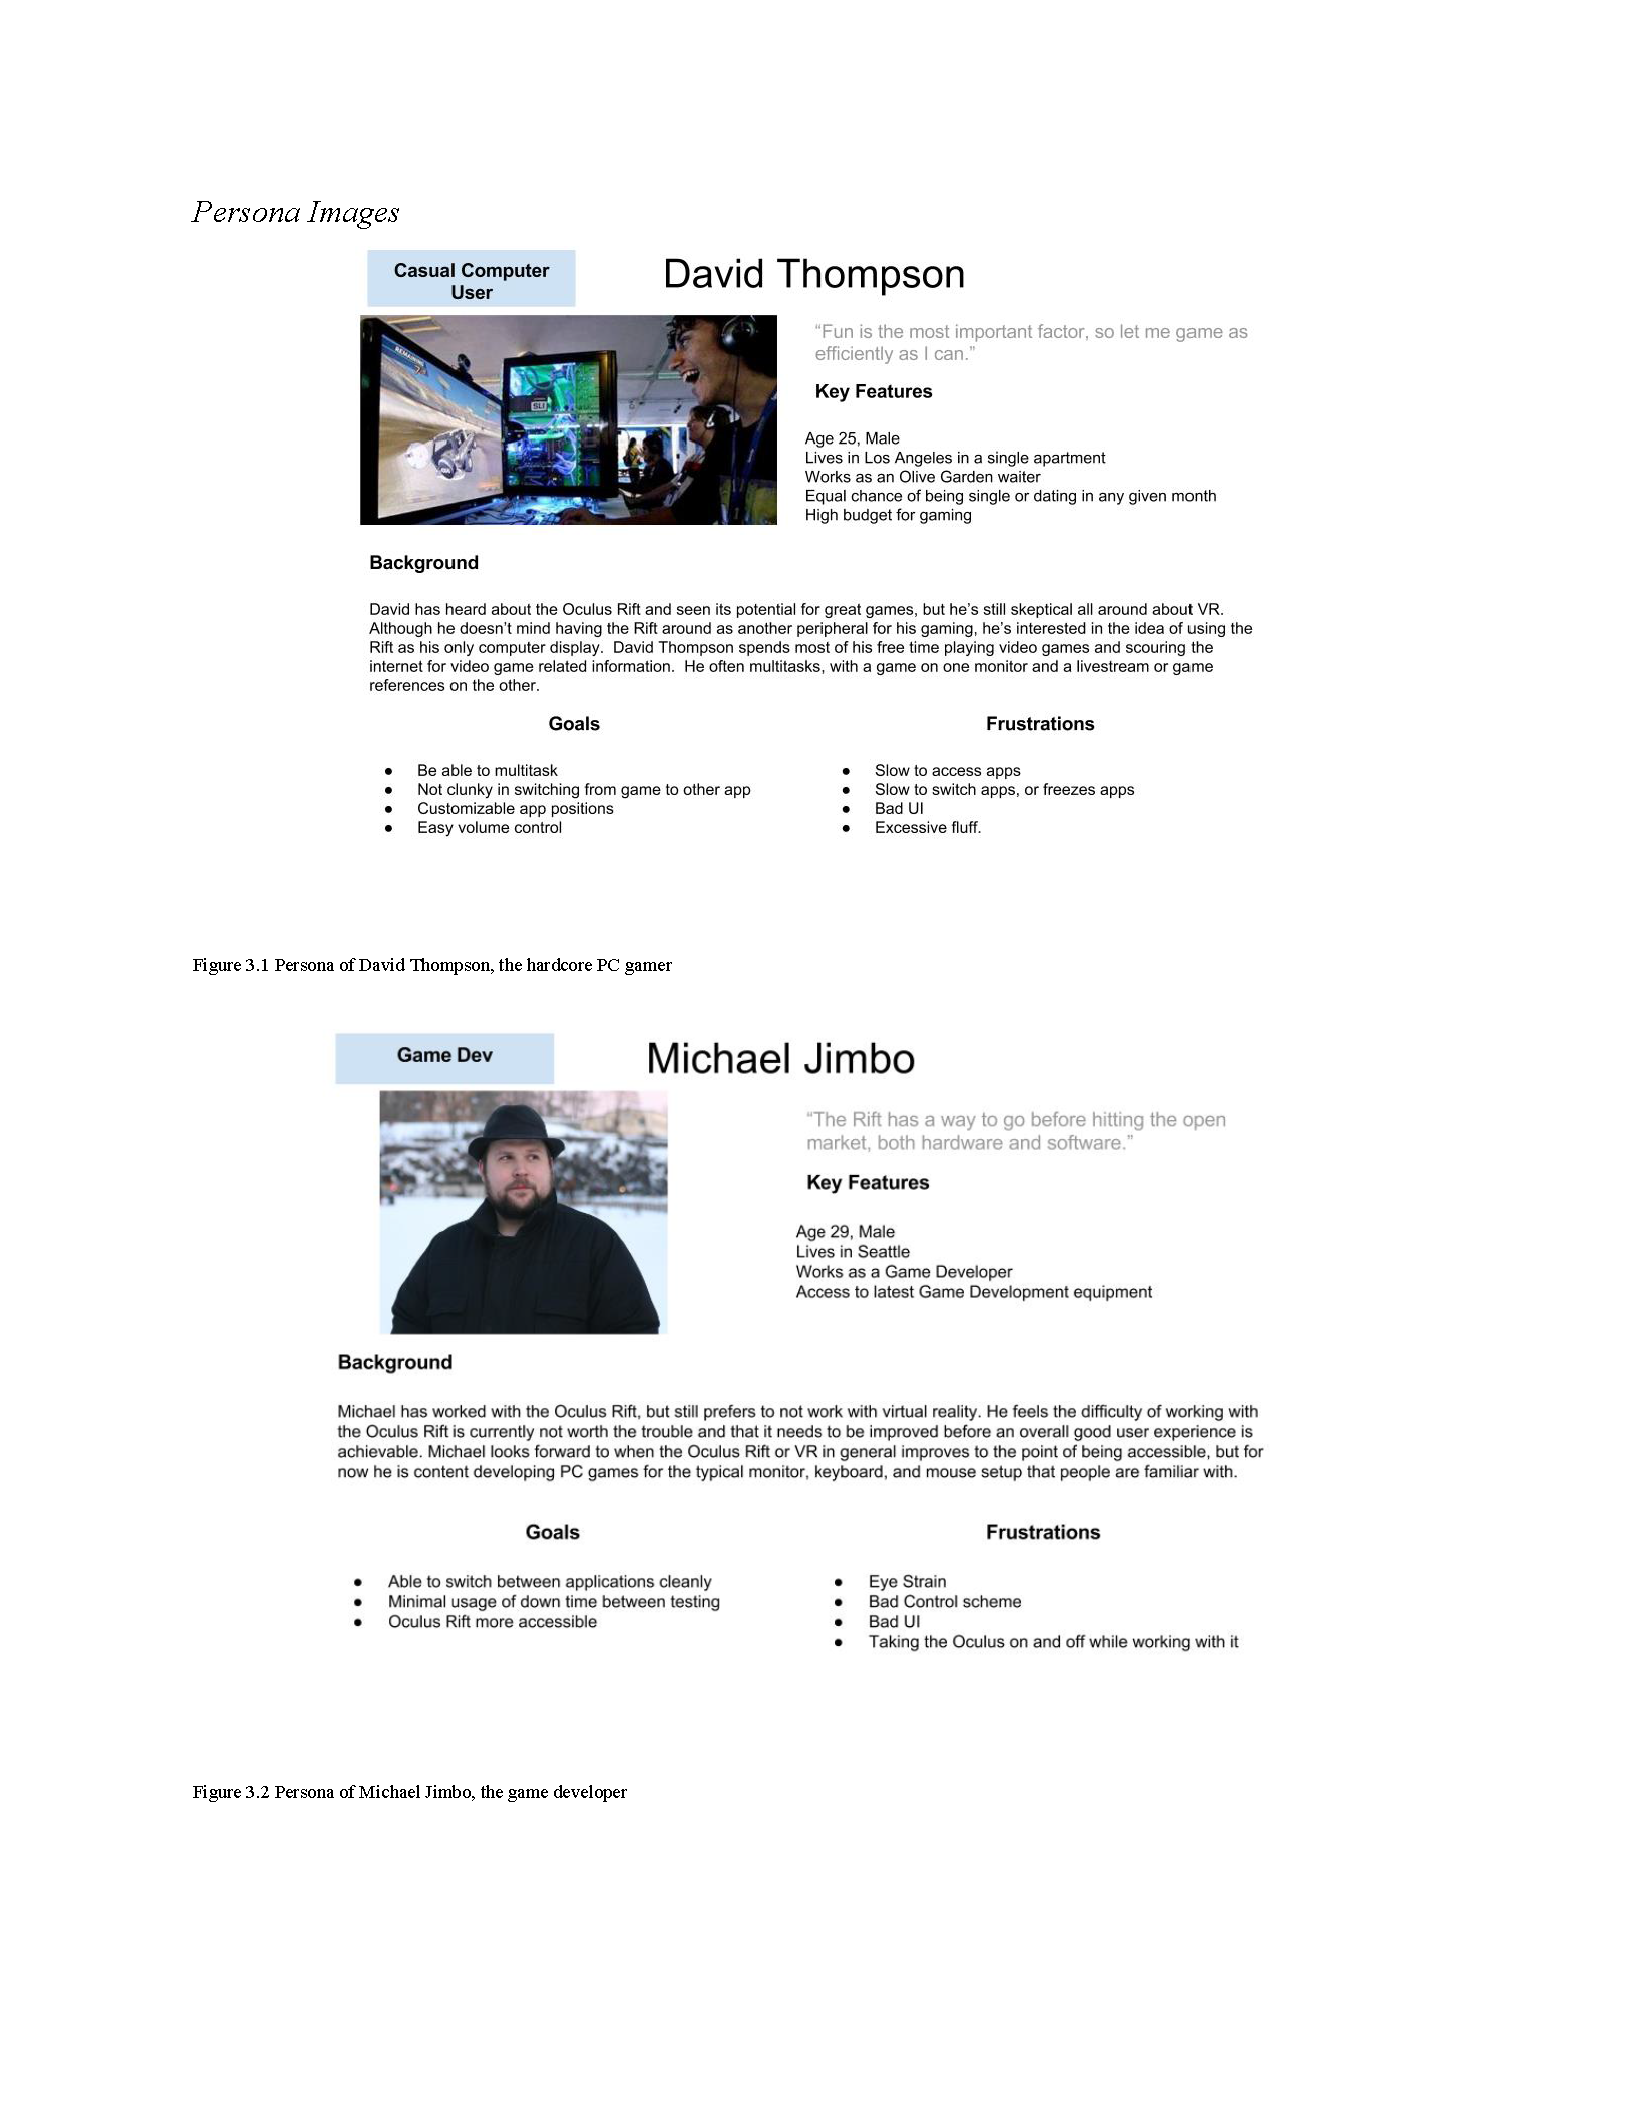 Persona Images
Casual Computer
User
David Thompson
“Fun is the most important factor, so let me game as
efficiently as I can.”
Key Features
Age 25, Male
Lives in Los Angeles in a single apartment
Works as an Olive Garden waiter
Equal chance of being single or dating in any given month
High budget for gaming
REMAINING
SLI
Background
David has heard about the Oculus Rift and seen its potential for great games, but he’s still skeptical all around about VR.
Although he doesn’t mind having the Rift around as another peripheral for his gaming, he’s interested in the idea of using the
Rift as his only computer display.  David Thompson spends most of his free time playing video games and scouring the
internet for video game related information.  He often multitasks, with a game on one monitor and a livestream or game
references on the other.
Goals
● Be able to multitask
● Not clunky in switching from game to other app
● Customizable app positions
● Easy volume control
Frustrations
● Slow to access apps
● Slow to switch apps, or freezes apps
● Bad UI
● Excessive fluff.
Figure 3.1 Persona of David Thompson, the hardcore PC gamer
Game Dev
Michael Jimbo
“The Rift has a way to go before hitting the open
market, both hardware and software.”
Key Features
Age 29, Male
Lives in Seattle
Works as a Game Developer
Access to latest Game Development equipment
Background
Michael has worked with the Oculus Rift, but still prefers to not work with virtual reality. He feels the difficulty of working with
the Oculus Rift is currently not worth the trouble and that it needs to be improved before an overall good user experience is
achievable. Michael looks forward to when the Oculus Rift or VR in general improves to the point of being accessible, but for
now he is content developing PC games for the typical monitor, keyboard, and mouse setup that people are familiar with.
Goals
● Able to switch between applications cleanly
● Minimal usage of down time between testing
● Oculus Rift more accessible
Frustrations
● Eye Strain
● Bad Control scheme
● Bad UI
● Taking the Oculus on and off while working with it
Figure 3.2 Persona of Michael Jimbo, the game developer